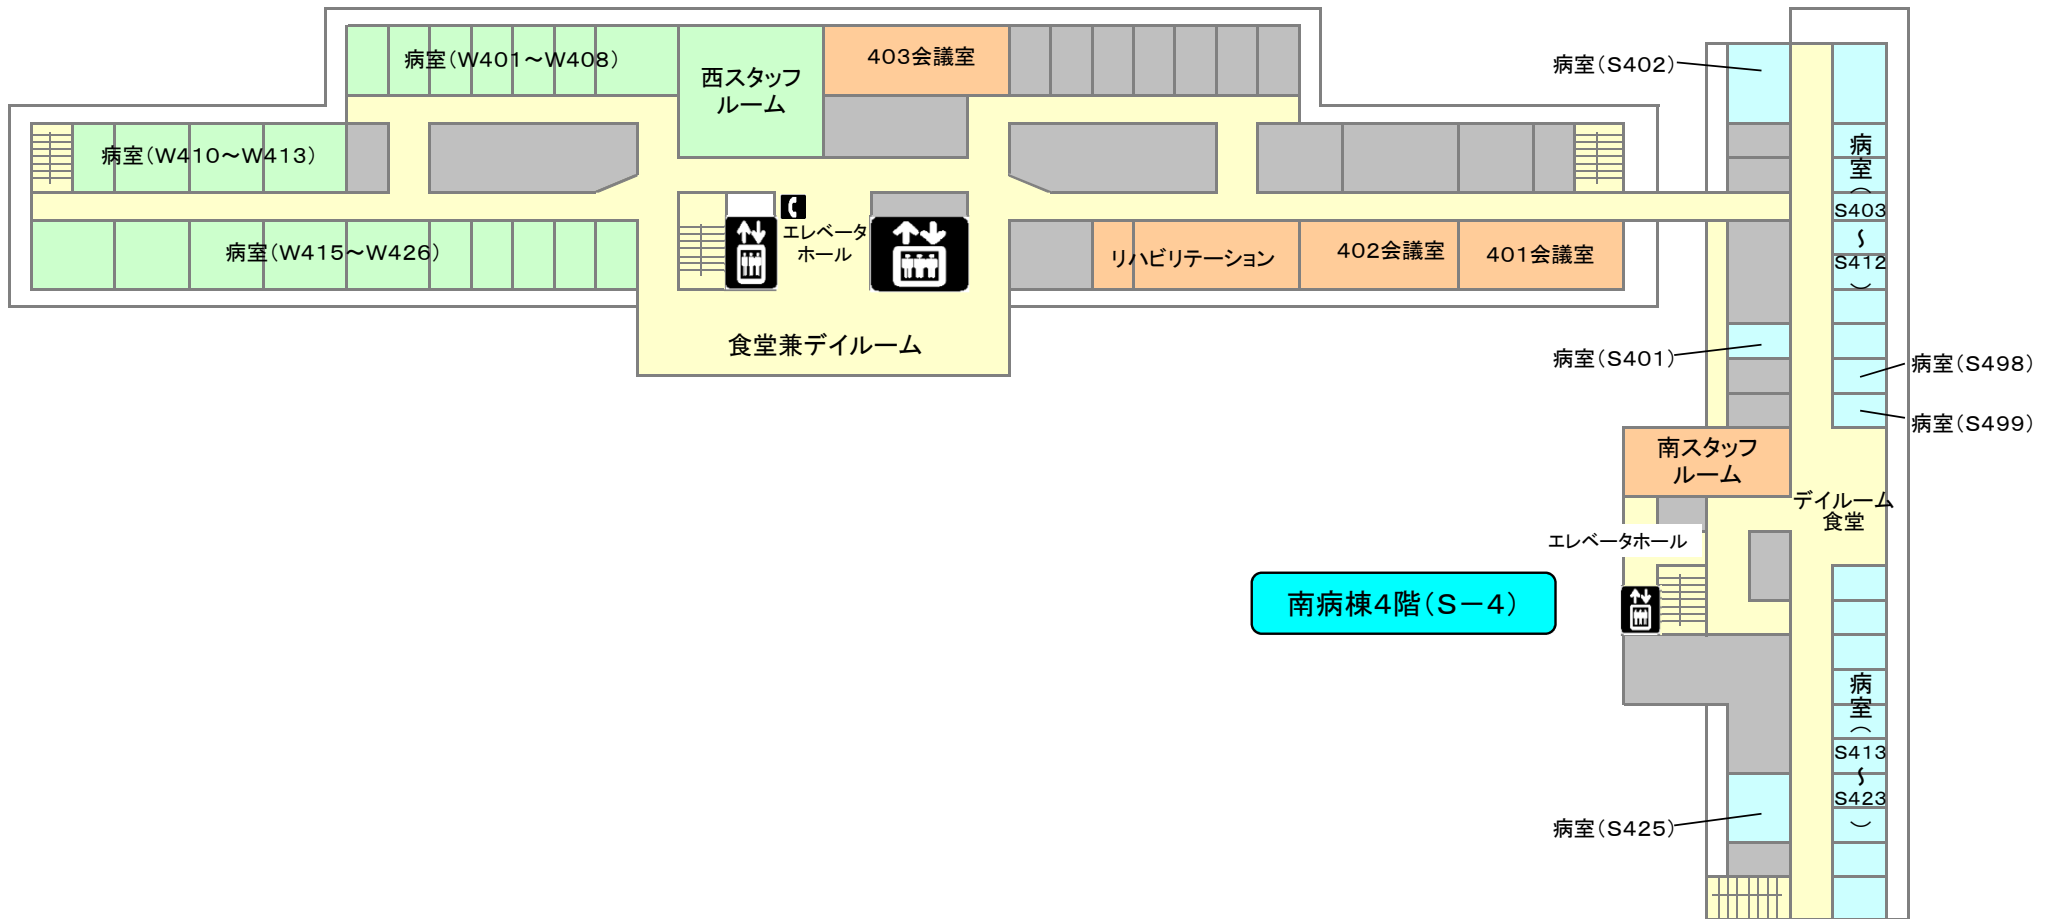 病室（W401～W408）
西スタッフ
ルーム
403会議室
病室（W410～W413）
病室（W415～W426）
エレベータ
ホール
リハビリテーション
402会議室
401会議室
食堂兼デイルーム
病室（S402）
病室（
S403
～
S412
）
病室（S401）
病室（S498）
病室（S499）
南スタッフ
ルーム
デイルーム
食堂
エレベータホール
南病棟4階（S－4）
病室（
S413
～
S423
）
病室（S425）